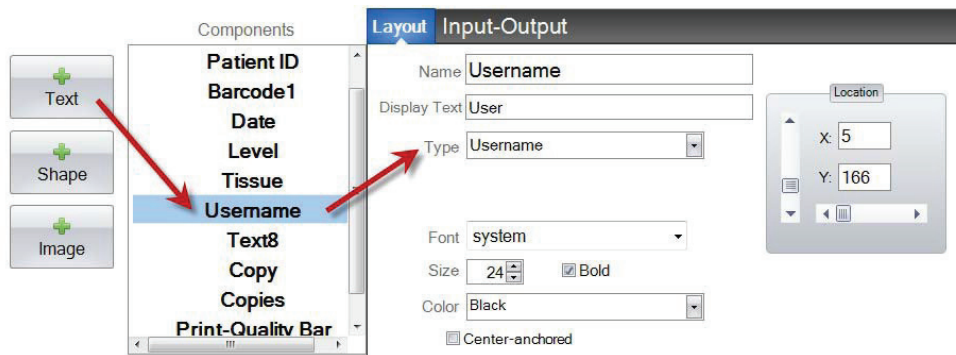 Components
Text
Shape
Image
Patient ID
Barcode1
Date
Level
Tissue
Username
Text8
Copy
Copies
Print-Quality Bar
Layout Input-Output
Name Username
Display Text User
Type Username
Font system
Size 24 Bold
Color Black
Center-anchored
Location
X: 5
Y: 166